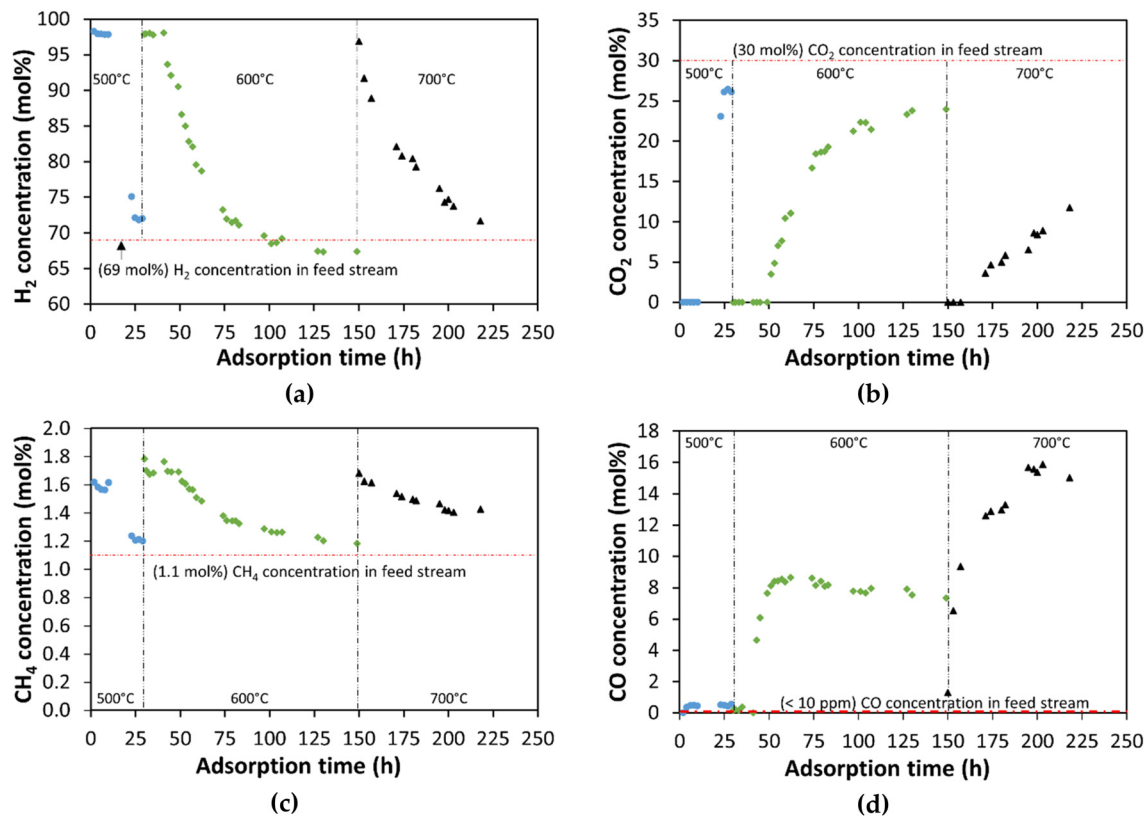 H2 concentration (mol%)
100
95
90
85
80
75
70
65
60
500°C
600°C
700°C
(69 mol%) H2 concentration in feed stream
0 25 50 75 100 125 150 175 200 225 250
Adsorption time (h)
(a)
CO2 concentration (mol%)
35
30
25
20
15
10
5
0
(30 mol%) CO2 concentration in feed stream
500°C
600°C
700°C
0 25 50 75 100 125 150 175 200 225 250
Adsorption time (h)
(b)
CH4 concentration (mol%)
2.0
1.8
1.6
1.4
1.2
1.0
0.8
0.6
0.4
0.2
0.0
(1.1 mol%) CH4 concentration in feed stream
500°C
600°C
700°C
0 25 50 75 100 125 150 175 200 225 250
Adsorption time (h)
(c)
CO concentration (mol%)
18
16
14
12
10
8
6
4
2
0
500°C
600°C
700°C
(< 10 ppm) CO concentration in feed stream
0 25 50 75 100 125 150 175 200 225 250
Adsorption time (h)
(d)